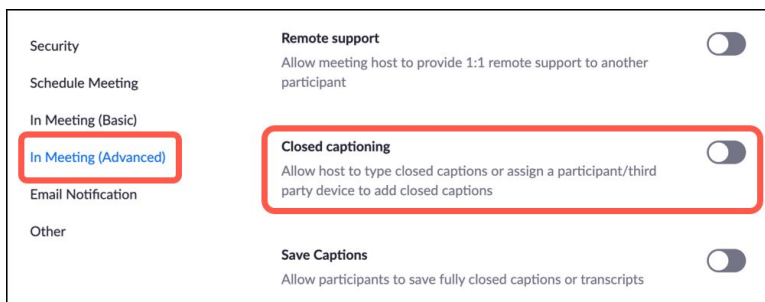 Security
Schedule Meeting
In Meeting (Basic)
In Meeting (Advanced)
Email Notification
Other
Remote support
Allow meeting host to provide 1:1 remote support to another
participant
Closed captioning
Allow host to type closed captions or assign a participant/third
party device to add closed captions
Save Captions
Allow participants to save fully closed captions or transcripts